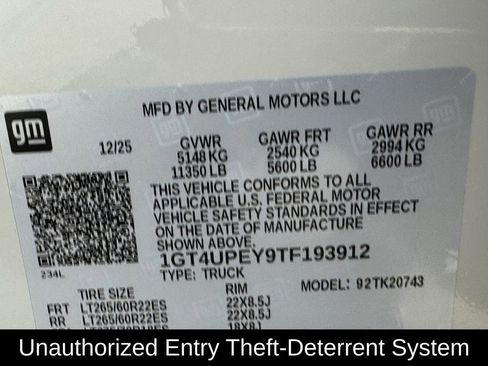 MFD BY GENERAL MOTORS LLC
gm
12/25 GVWR GAWR FRT GAWR RR
5148 KG 2540 KG 2994 KG
11350 LB 5600 LB 6600 LB
THIS VEHICLE CONFORMS TO ALL
APPLICABLE U.S. FEDERAL MOTOR
VEHICLE SAFETY STANDARDS IN EFFECT
ON THE DATE OF MANUFACTURE
SHOWN ABOVE.
1GT4UPEY9TF193912
234L TYPE: TRUCK MODEL: 92TK20743
TIRE SIZE RIM
FRT LT265/60R22ES 22X8.5J
RR LT265/60R22ES 22X8.5J
18X8J
Unauthorized Entry Theft-Deterrent System